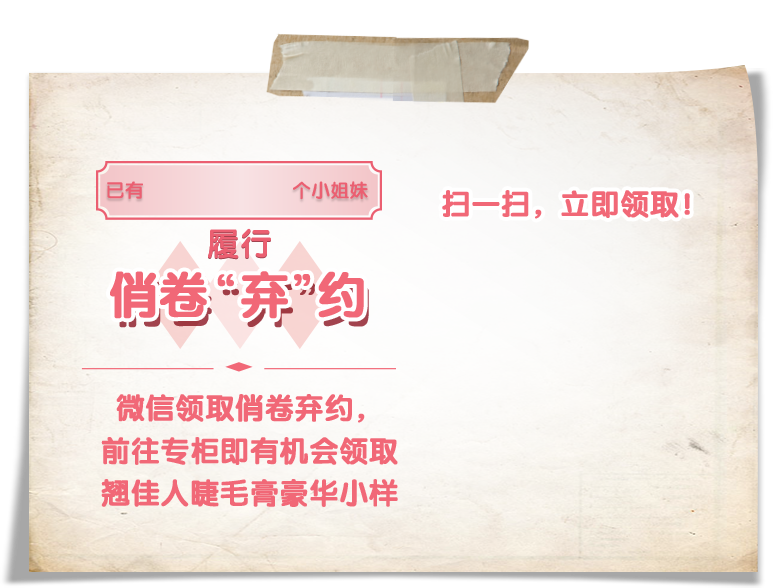 已有 个小姐妹
履行
俏卷“弃”约
微信领取俏卷弃约，
前往专柜即有机会领取
翘佳人睫毛膏豪华小样
扫一扫，立即领取！